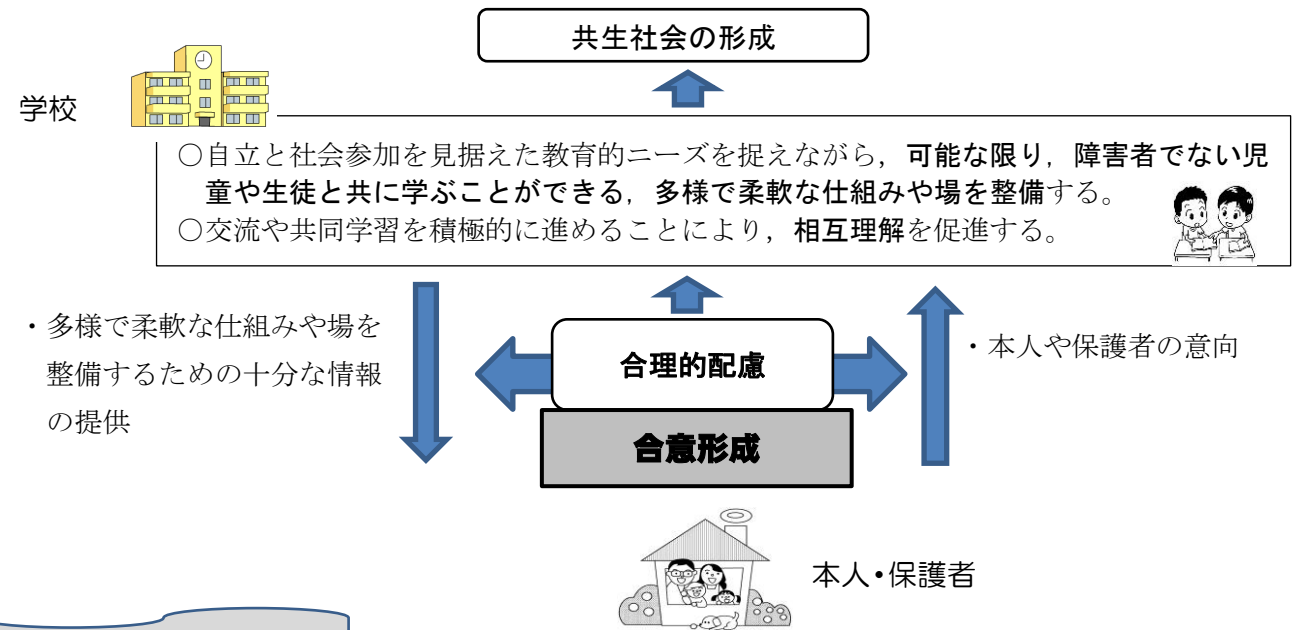 共生社会の形成
学校
○自立と社会参加を見据えた教育的ニーズを捉えながら，可能な限り，障害者でない児
童や生徒と共に学ぶことができる，多様で柔軟な仕組みや場を整備する。
○交流や共同学習を積極的に進めることにより，相互理解を促進する。
・多様で柔軟な仕組みや場を
整備するための十分な情報
の提供
合理的配慮
合意形成
・本人や保護者の意向
本人・保護者